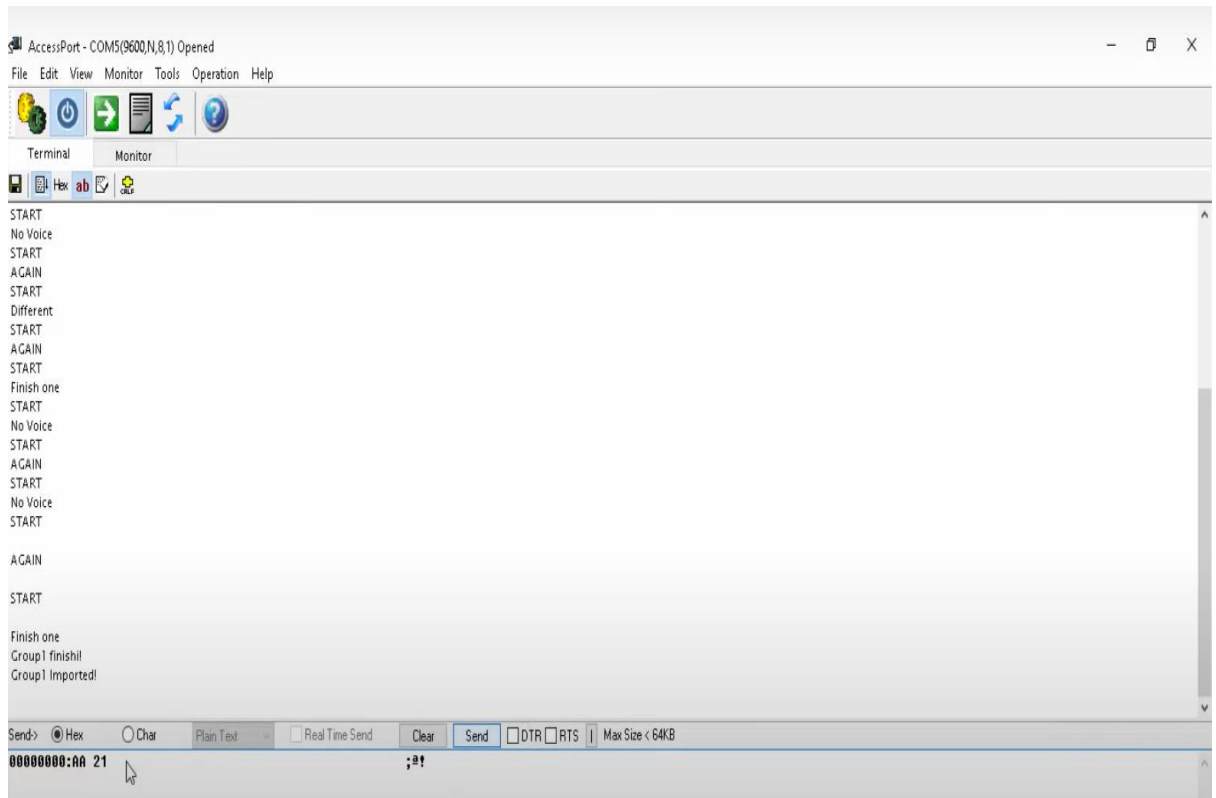 AccessPort - COM5(9600,N,8,1) Opened
File Edit View Monitor Tools Operation Help
Terminal Monitor
Hex ab CRLF
START
No Voice
START
AGAIN
START
Different
START
AGAIN
START
Finish one
START
No Voice
START
AGAIN
START
No Voice
START
AGAIN
START
Finish one
Group1 finish!
Group1 Imported!
Send-> Hex Char Plain Text Real Time Send Clear Send DTR RTS | Max Size < 64KB
00000000:AA 21 ;ª!